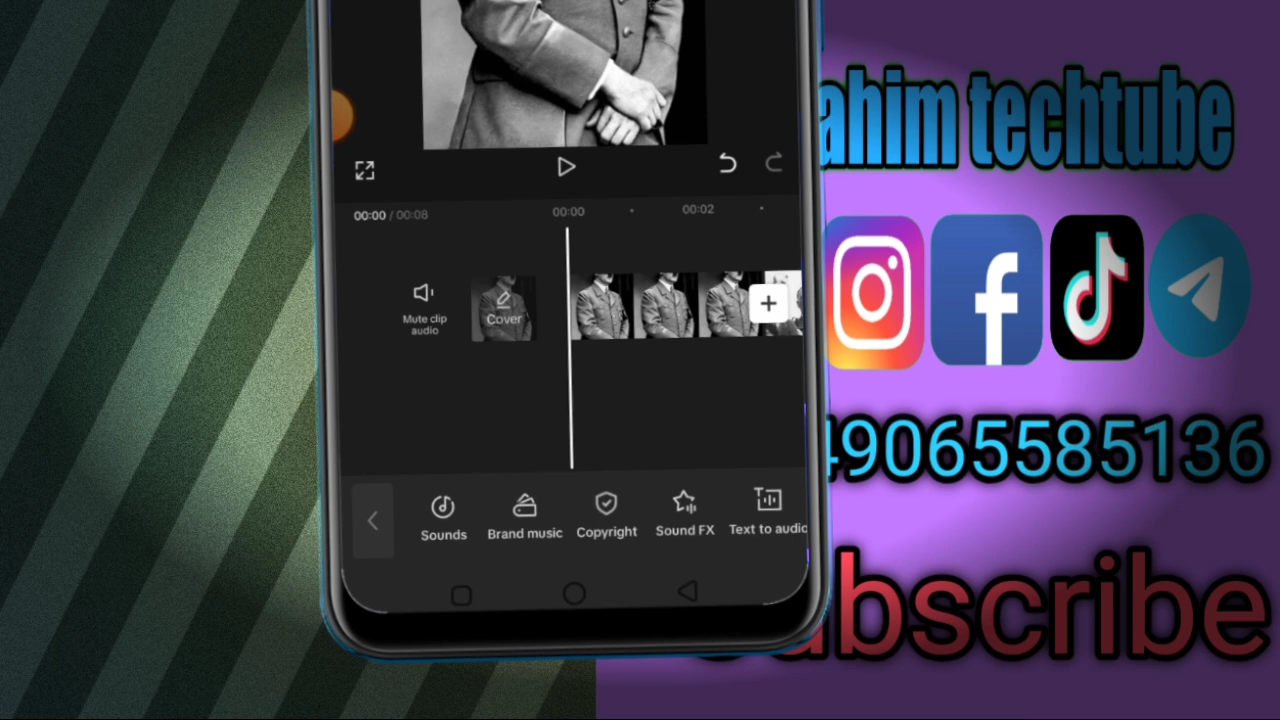 ahim techtube
00:00 / 00:08
00:00
00:02
Mute clip
audio
Cover
49065585136
Sounds
Brand music
Copyright
Sound FX
Text to audio
ubscribe